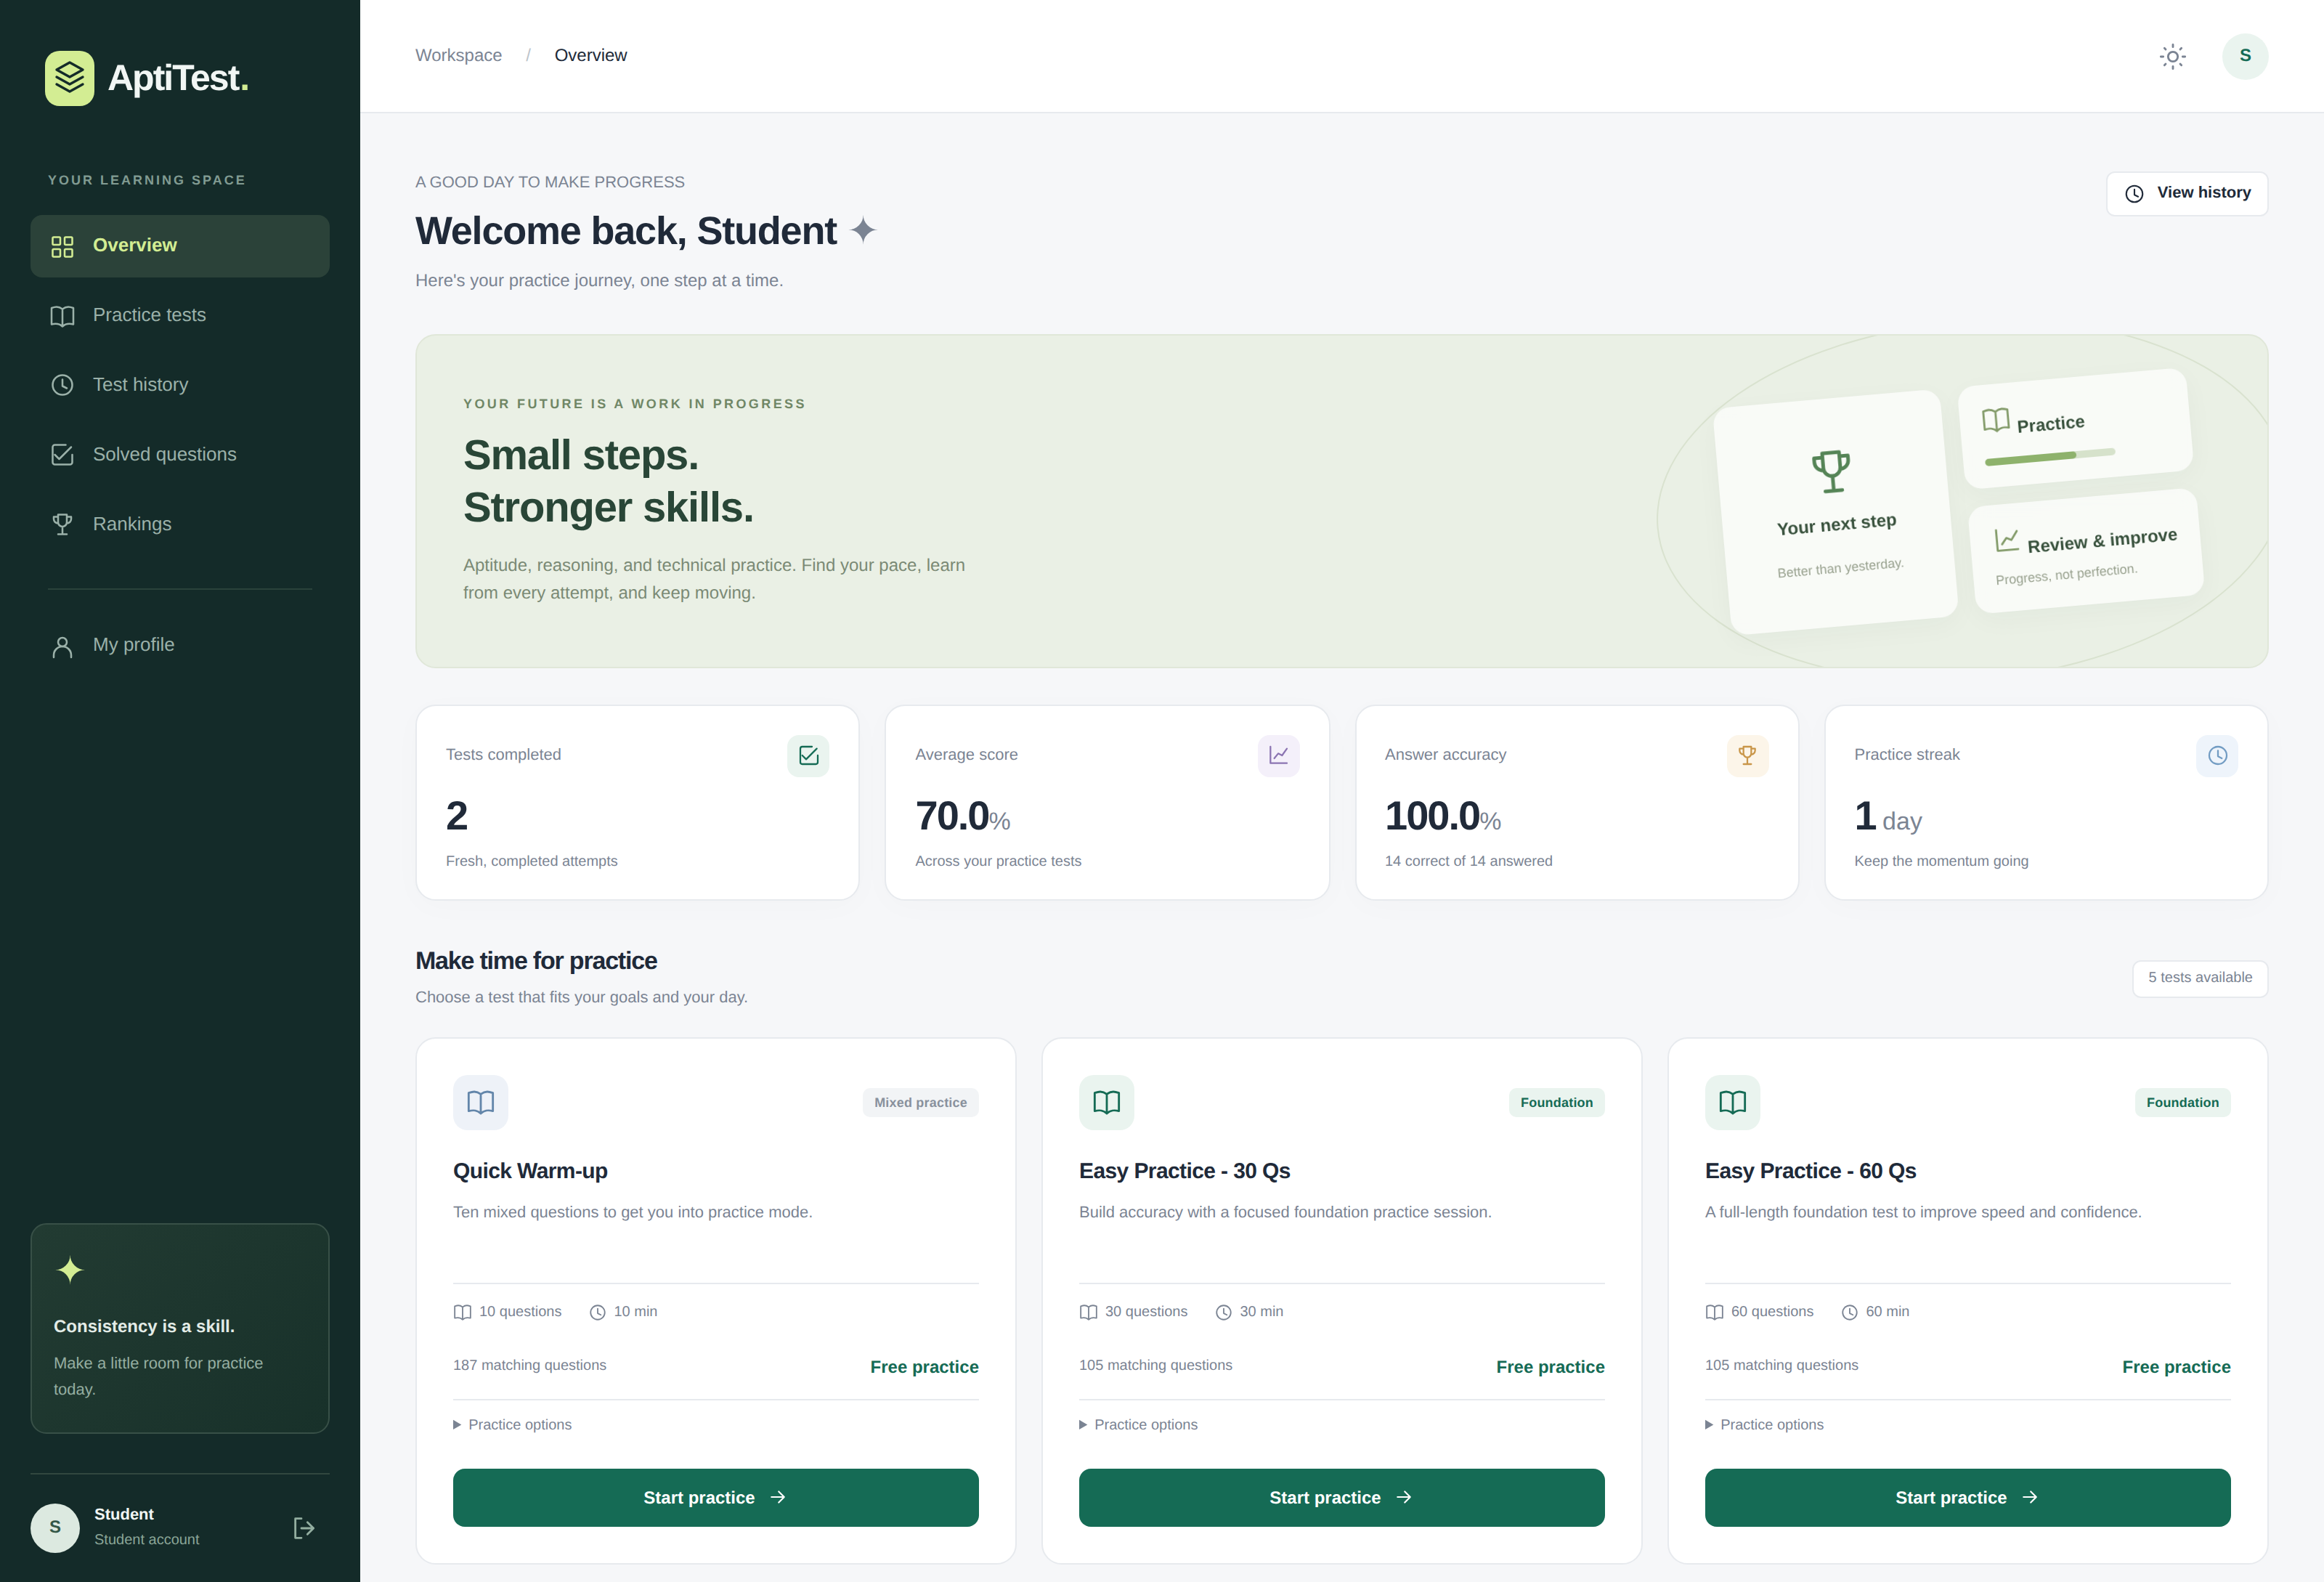 AptiTest.
YOUR LEARNING SPACE
Overview
Practice tests
Test history
Solved questions
Rankings
My profile
Consistency is a skill.
Make a little room for practice
today.
S
Student
Student account
Workspace / Overview
S
A GOOD DAY TO MAKE PROGRESS
Welcome back, Student ✦
Here's your practice journey, one step at a time.
View history
YOUR FUTURE IS A WORK IN PROGRESS
Small steps.
Stronger skills.
Aptitude, reasoning, and technical practice. Find your pace, learn
from every attempt, and keep moving.
Your next step
Better than yesterday.
Practice
Review & improve
Progress, not perfection.
Tests completed
2
Fresh, completed attempts
Average score
70.0%
Across your practice tests
Answer accuracy
100.0%
14 correct of 14 answered
Practice streak
1 day
Keep the momentum going
Make time for practice
Choose a test that fits your goals and your day.
5 tests available
Mixed practice
Quick Warm-up
Ten mixed questions to get you into practice mode.
10 questions 10 min
187 matching questions Free practice
Practice options
Start practice
Foundation
Easy Practice - 30 Qs
Build accuracy with a focused foundation practice session.
30 questions 30 min
105 matching questions Free practice
Practice options
Start practice
Foundation
Easy Practice - 60 Qs
A full-length foundation test to improve speed and confidence.
60 questions 60 min
105 matching questions Free practice
Practice options
Start practice